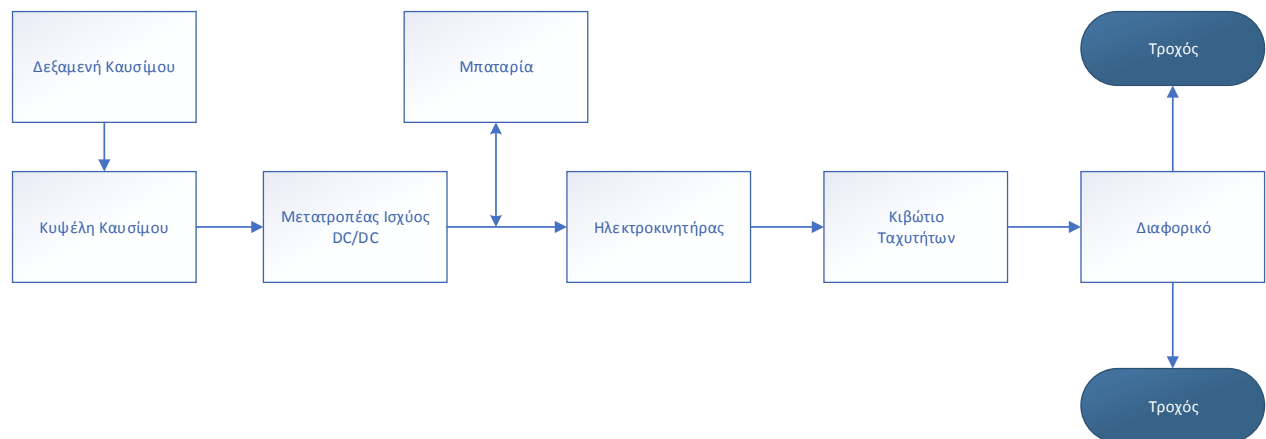 Δεξαμενή Καυσίμου
Μπαταρία
Τροχός
Κυψέλη Καυσίμου
Μετατροπέας Ισχύος
DC/DC
Ηλεκτροκινητήρας
Κιβώτιο
Ταχυτήτων
Διαφορικό
Τροχός